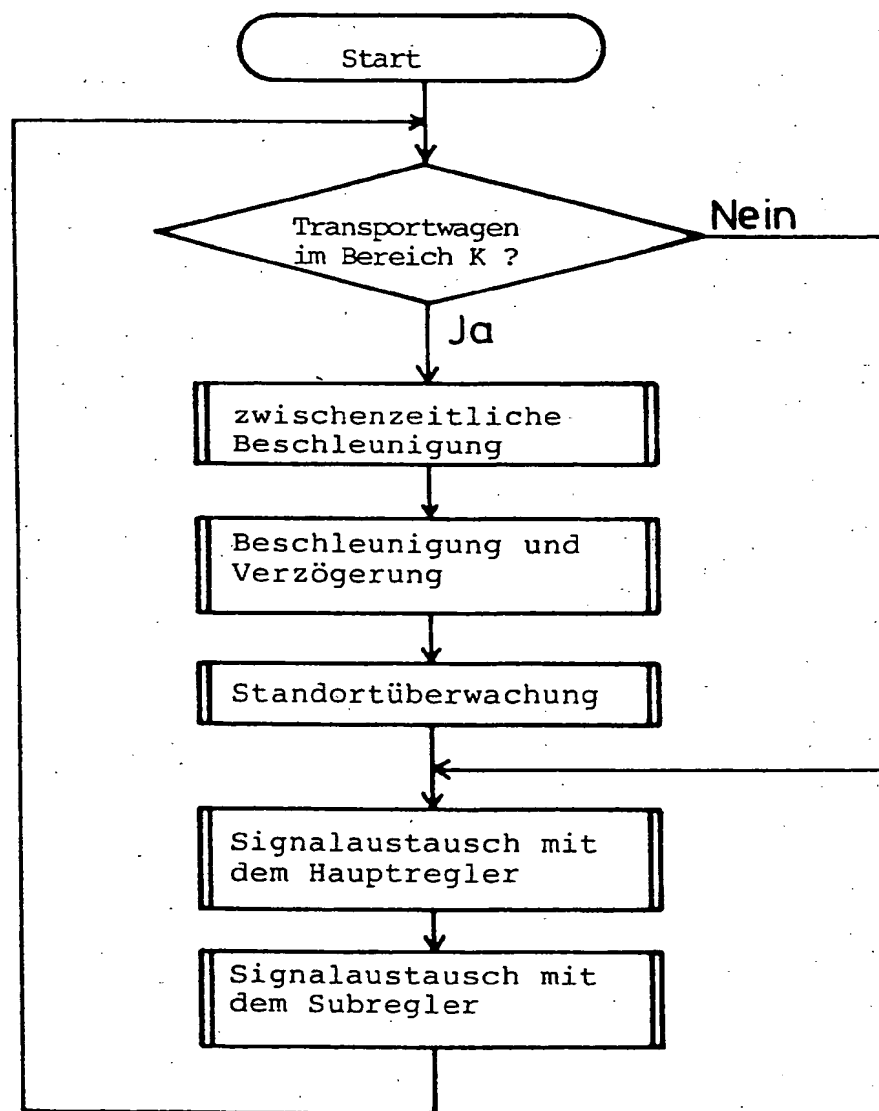 Start
Transportwagen
im Bereich K ?
Nein
Ja
zwischenzeitliche
Beschleunigung
Beschleunigung und
Verzögerung
Standortüberwachung
Signalaustausch mit
dem Hauptregler
Signalaustausch mit
dem Subregler